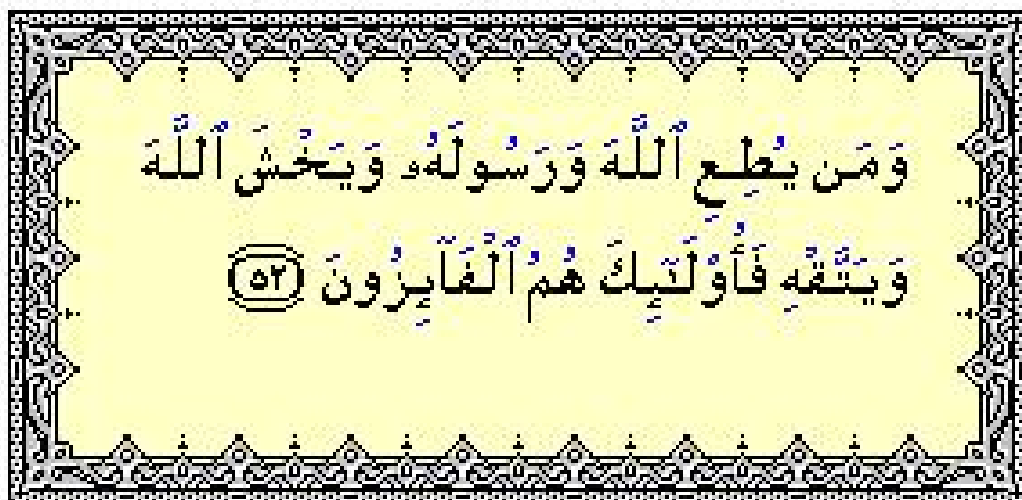 وَمَن يُطِعِ ٱللَّهَ وَرَسُولَهُۥ وَيَخْشَ ٱللَّهَ
وَيَتَّقْهِ فَأُو۟لَـٰٓئِكَ هُمُ ٱلْفَآئِزُونَ ٥٢